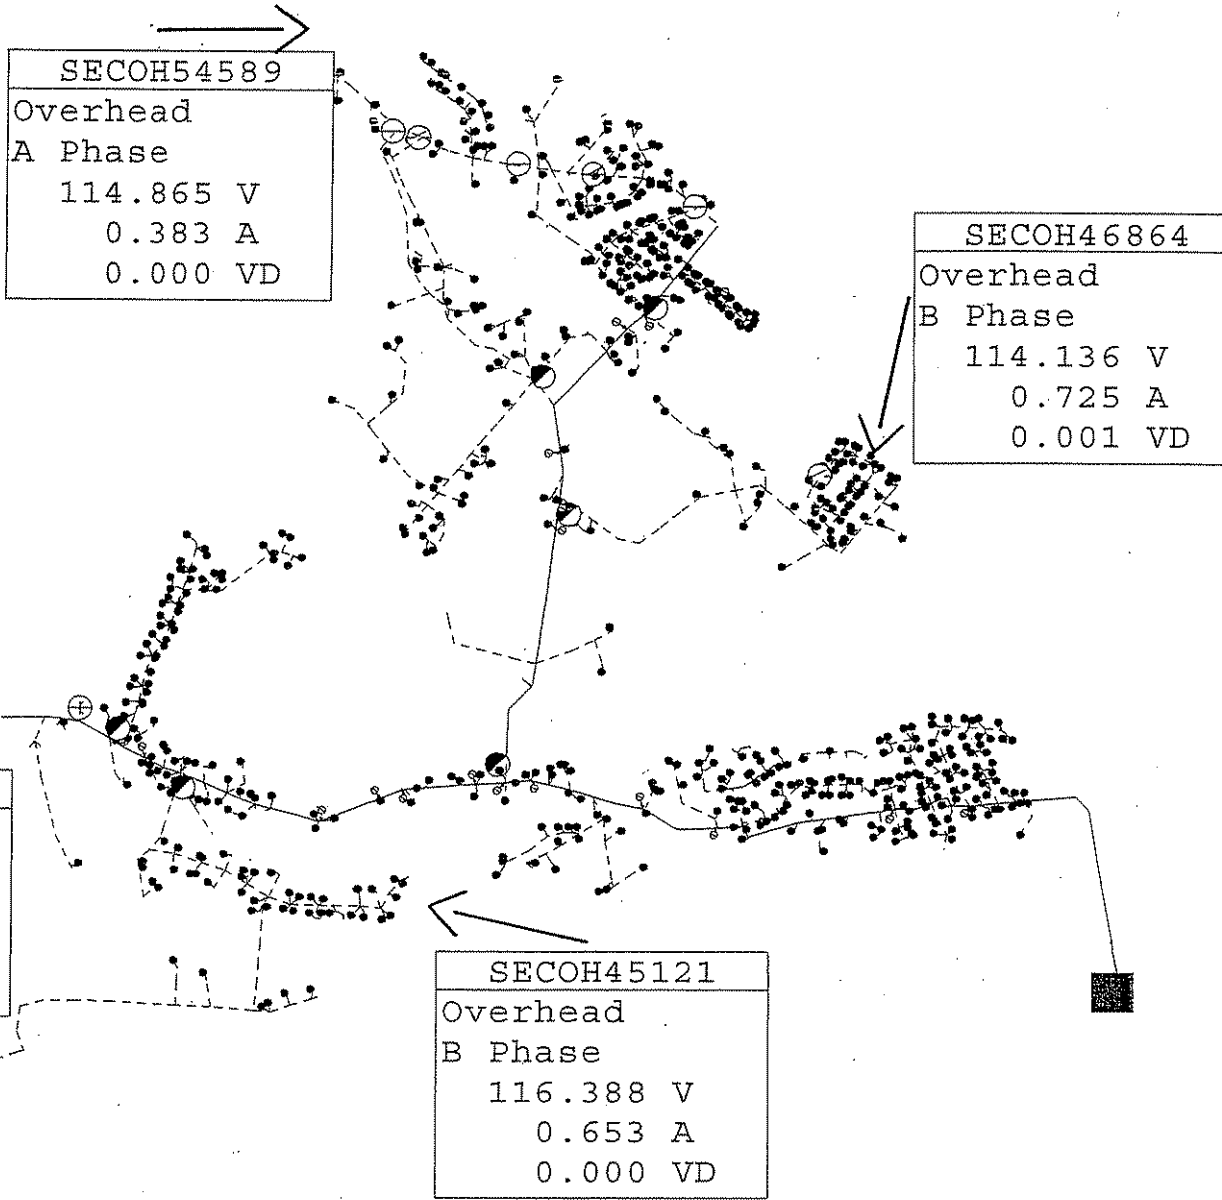 SECOH54589
Overhead
A Phase
114.865 V
0.383 A
0.000 VD
SECOH46864
Overhead
B Phase
114.136 V
0.725 A
0.001 VD
SECOH45121
Overhead
B Phase
116.388 V
0.653 A
0.000 VD